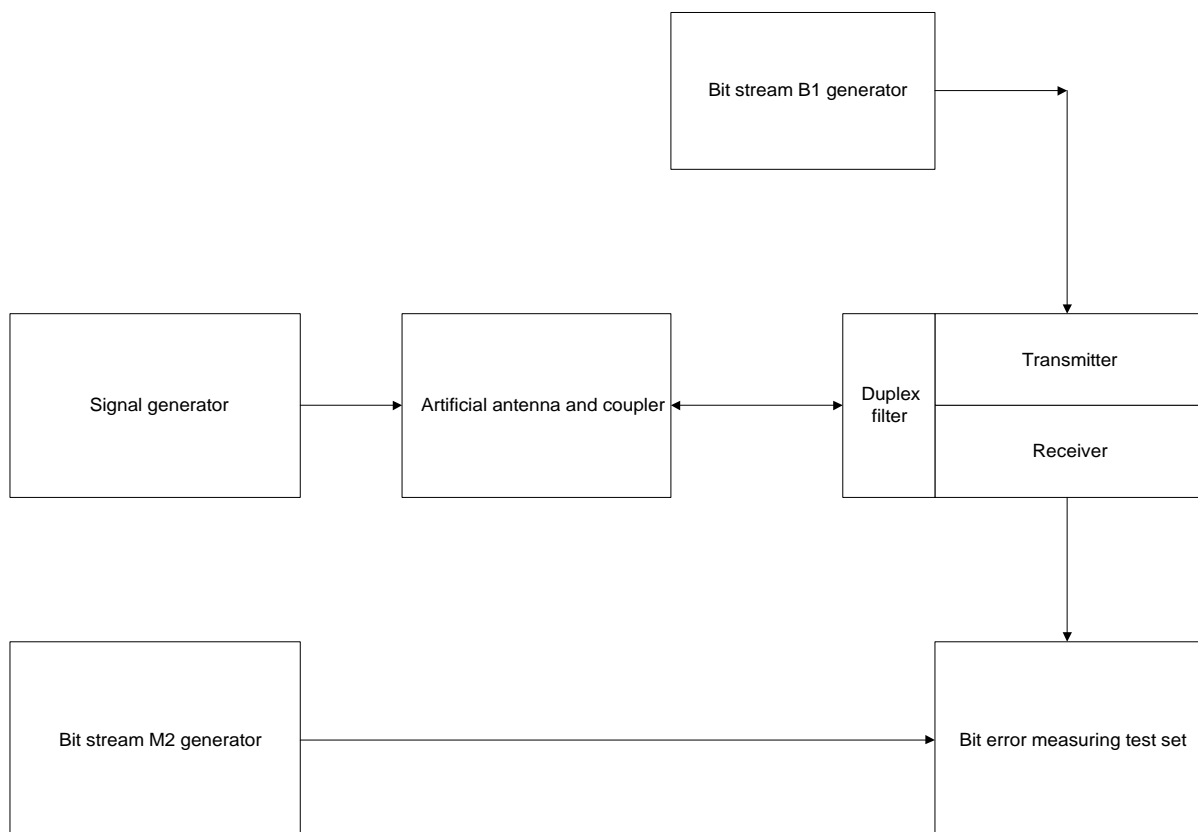 Bit stream B1 generator
Signal generator
Artificial antenna and coupler
Duplex
filter
Transmitter
Receiver
Bit stream M2 generator
Bit error measuring test set